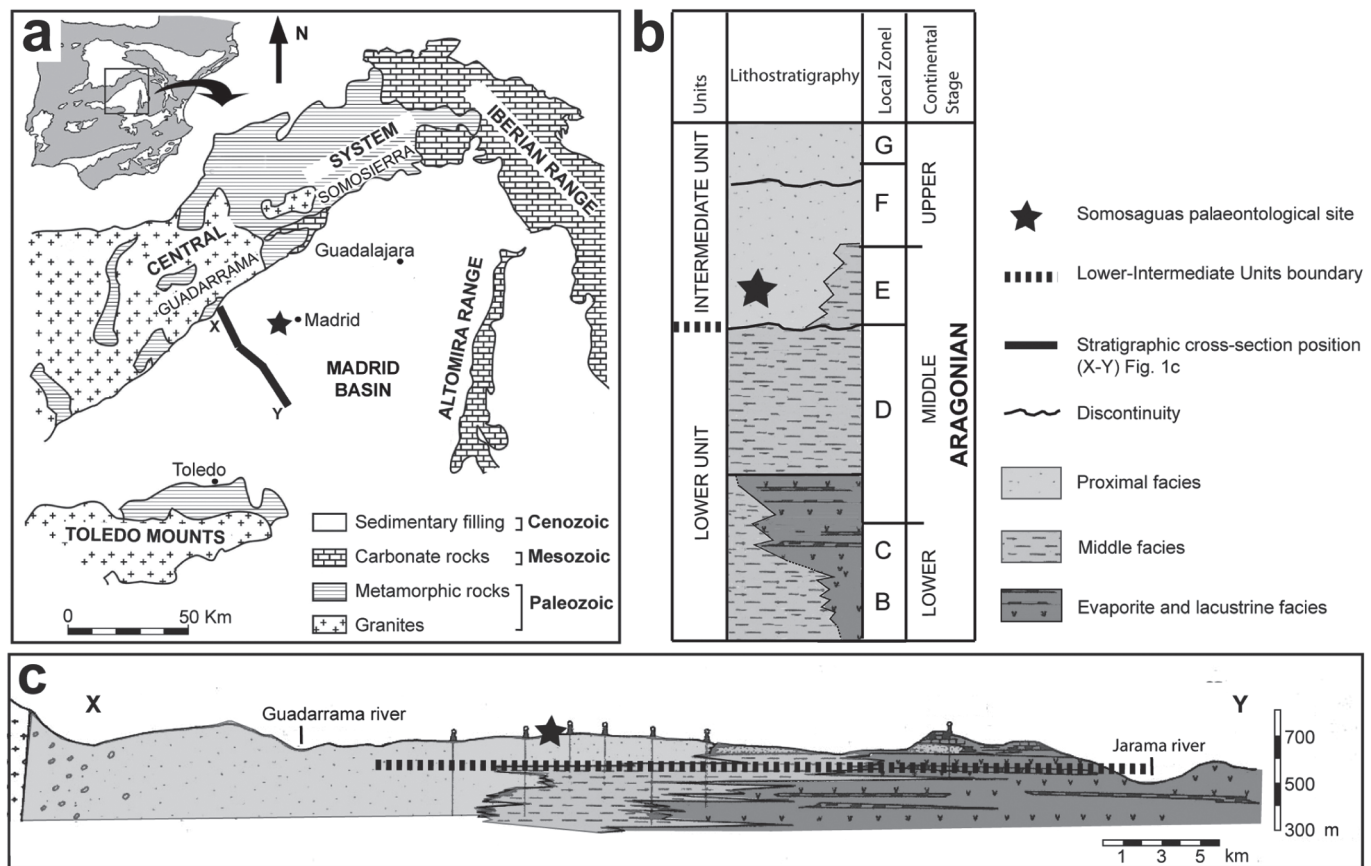 a
N
IBERIAN RANGE
SYSTEM
SOMOSIERRA
CENTRAL
GUADARRAMA
Guadalajara
X
Madrid
MADRID
BASIN
Y
ALTOMIRA RANGE
Toledo
TOLEDO MOUNTS
Sedimentary filling
Cenozoic
Carbonate rocks
Mesozoic
Metamorphic rocks
Paleozoic
Granites
0 50 Km
b
Units
Lithostratigraphy
Local Zonel
Continental
Stage
INTERMEDIATE UNIT
LOWER UNIT
G
F
E
D
C
B
UPPER
MIDDLE
LOWER
ARAGONIAN
Somosaguas palaeontological site
Lower-Intermediate Units boundary
Stratigraphic cross-section position
(X-Y) Fig. 1c
Discontinuity
Proximal facies
Middle facies
Evaporite and lacustrine facies
c
X
Guadarrama river
Y
Jarama river
700
500
300 m
1 3 5 km